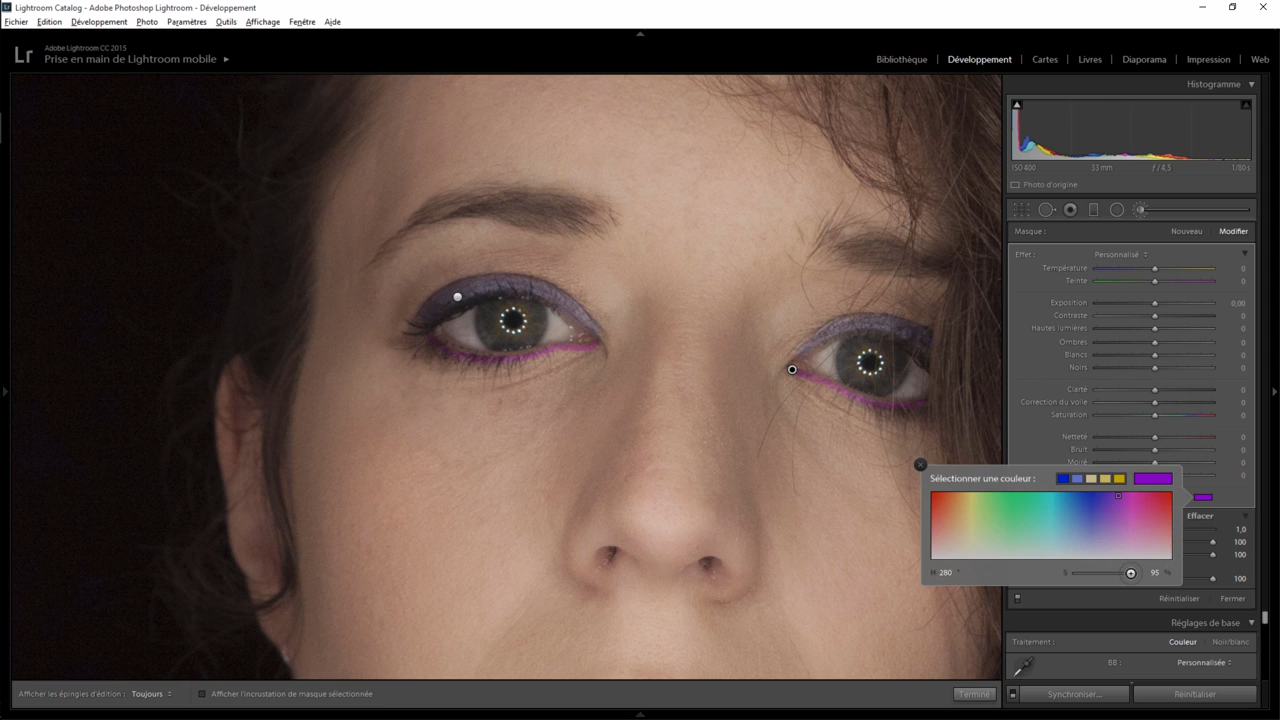 Lightroom Catalog - Adobe Photoshop Lightroom - Développement
Fichier Edition Développement Photo Paramètres Outils Affichage Fenêtre Aide
Lr
Adobe Lightroom CC 2015
Prise en main de Lightroom mobile
Bibliothèque | Développement | Cartes | Livres | Diaporama | Impression | Web
Histogramme
ISO 400 33 mm ƒ / 4,5 1/80 s
Photo d'origine
Masque : Nouveau Modifier
Effet : Personnalisé
Température 0
Teinte 0
Exposition 0,00
Contraste 0
Hautes lumières 0
Ombres 0
Blancs 0
Noirs 0
Clarté 0
Correction du voile 0
Saturation 0
Netteté 0
Bruit 0
Moiré 0
0
Sélectionner une couleur :
H 280 ° S 95 %
Effacer
1,0
100
100
100
Réinitialiser Fermer
Réglages de base
Traitement : Couleur Noir/blanc
BB : Personnalisée
Afficher les épingles d'édition : Toujours Afficher l'incrustation de masque sélectionnée Terminé
Synchroniser... Réinitialiser